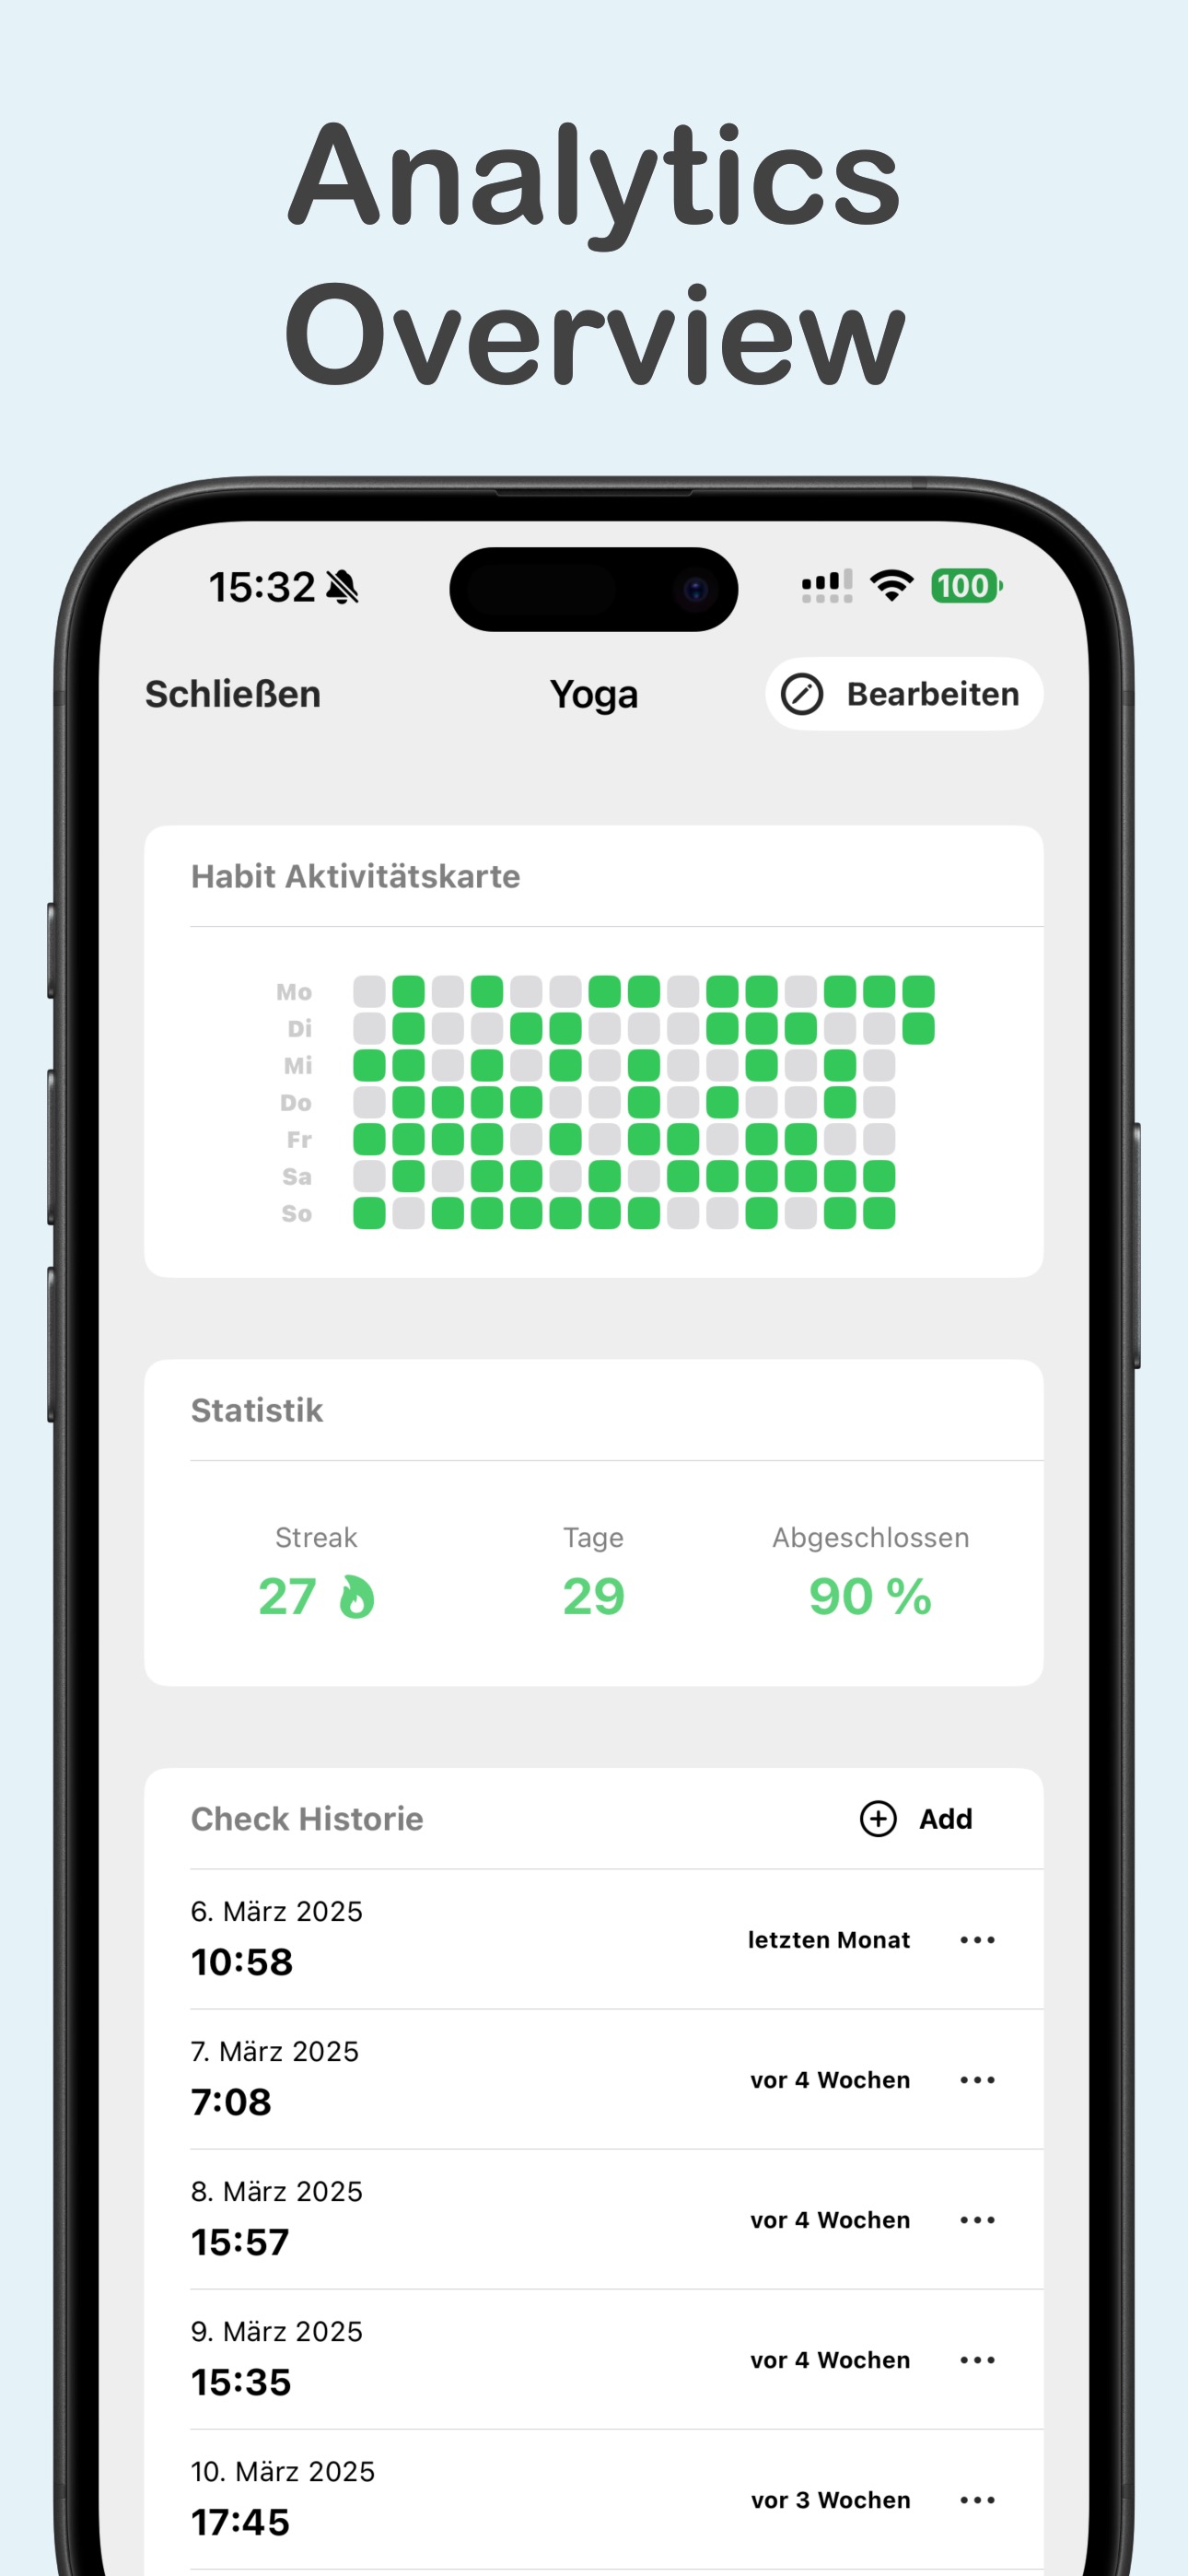 Analytics
Overview
15:32
100
Schließen
Yoga
Bearbeiten
Habit Aktivitätskarte
Mo
Di
Mi
Do
Fr
Sa
So
Statistik
Streak
Tage
Abgeschlossen
27
29
90 %
Check Historie
Add
6. März 2025
10:58
letzten Monat
7. März 2025
7:08
vor 4 Wochen
8. März 2025
15:57
vor 4 Wochen
9. März 2025
15:35
vor 4 Wochen
10. März 2025
17:45
vor 3 Wochen